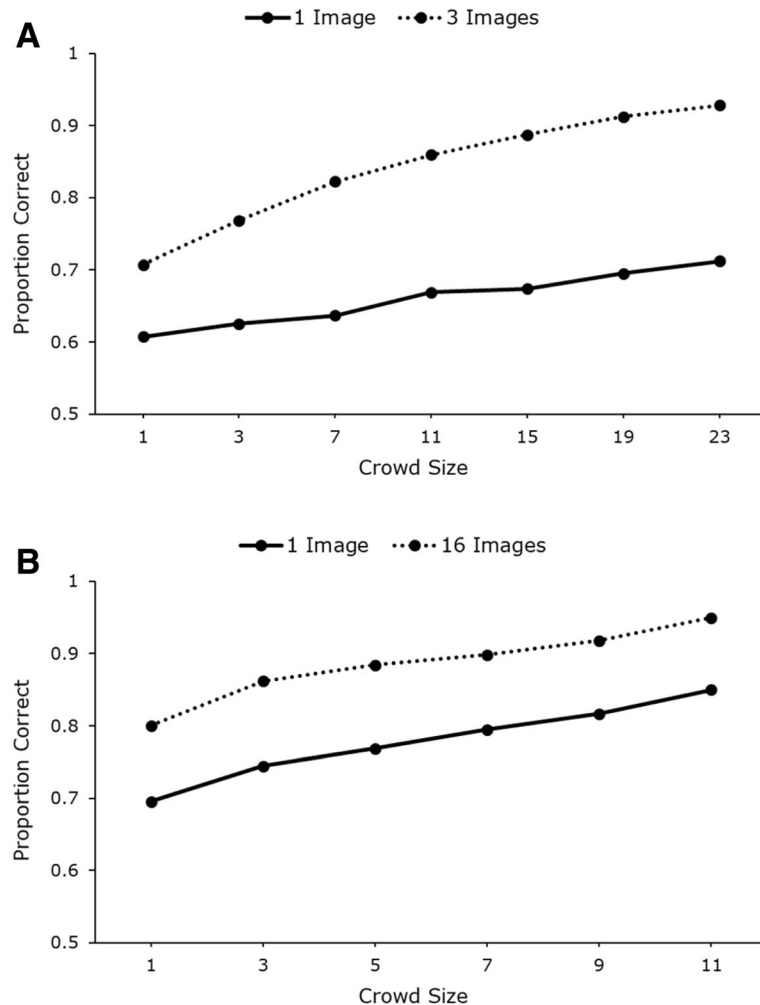 A
1 Image 3 Images
1
0.9
0.8
0.7
0.6
0.5
Proportion Correct
1 3 7 11 15 19 23
Crowd Size
B
1 Image 16 Images
1
0.9
0.8
0.7
0.6
0.5
Proportion Correct
1 3 5 7 9 11
Crowd Size